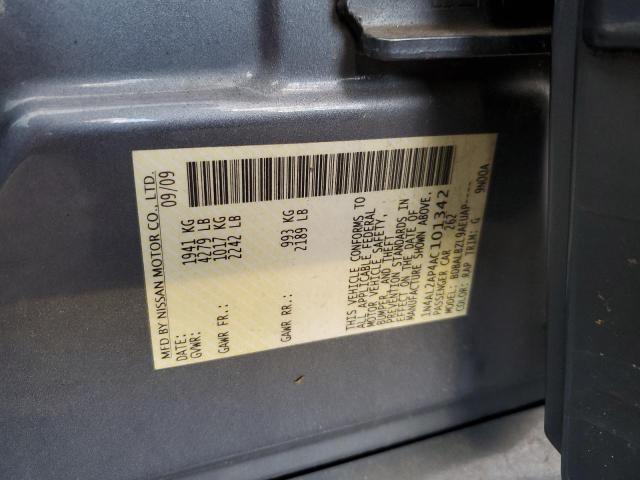 MFD BY NISSAN MOTOR CO., LTD.
DATE: 09/09
GVWR: 1941 KG
4279 LB
GAWR FR.: 1017 KG
2242 LB
GAWR RR.: 993 KG
2189 LB
THIS VEHICLE CONFORMS TO
ALL APPLICABLE FEDERAL
MOTOR VEHICLE SAFETY,
BUMPER, AND THEFT
PREVENTION STANDARDS IN
EFFECT ON THE DATE OF
MANUFACTURE SHOWN ABOVE.
1N4AL2AP4AC101342
PASSENGER CAR 26Z
MODEL:
COLOR: RAP TRIM: G 9N00A